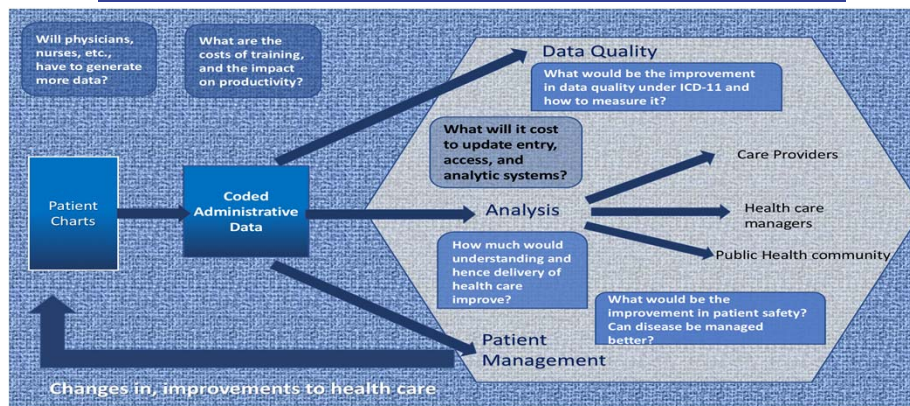 Will physicians,
nurses, etc.,
have to generate
more data?
What are the
costs of training,
and the impact
on productivity?
Data Quality
What would be the improvement
in data quality under ICD-11 and
how to measure it?
What will it cost
to update entry,
access, and
analytic systems?
Care Providers
Patient
Charts
Coded
Administrative
Data
Analysis
Health care
managers
Public Health community
How much would
understanding and
hence delivery of
health care
improve?
What would be the
improvement in patient safety?
Can disease be managed
better?
Patient
Management
Changes in, improvements to health care